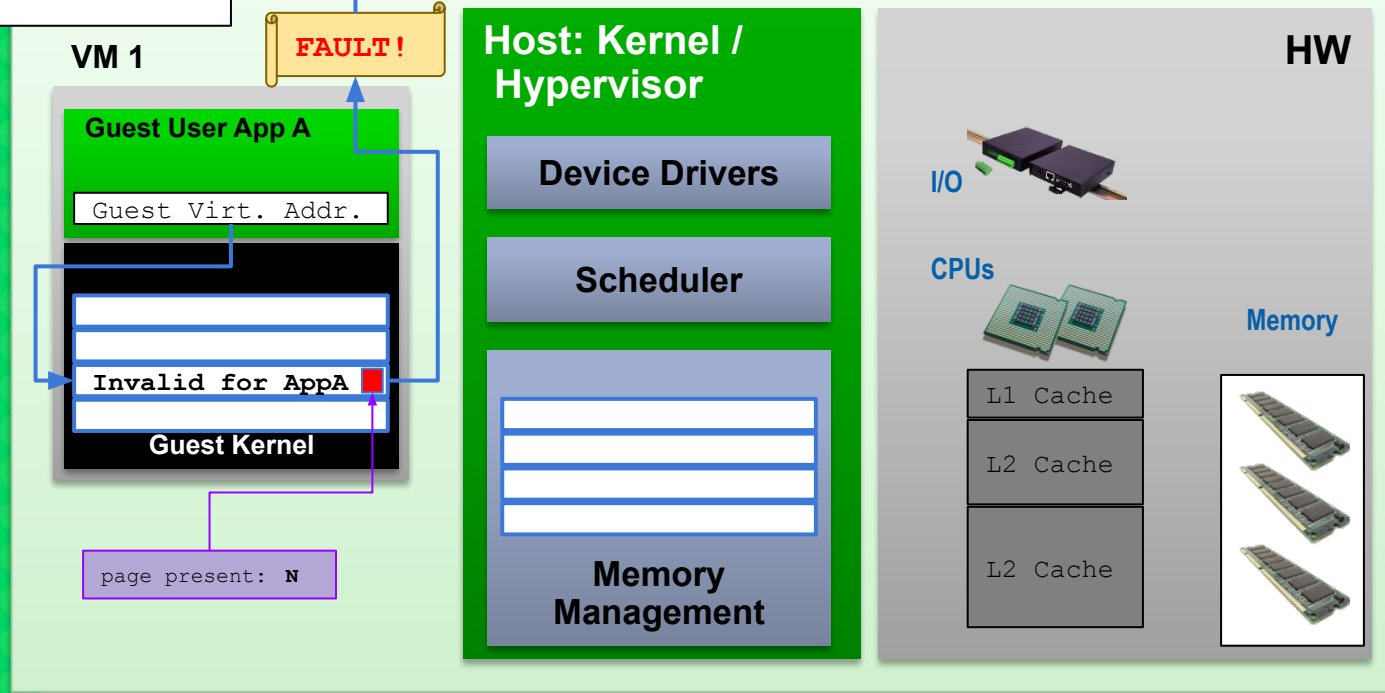 VM 1
FAULT!
Guest User App A
Guest Virt. Addr.
Invalid for AppA
Guest Kernel
page present: N
Host: Kernel /
Hypervisor
Device Drivers
Scheduler
Memory
Management
HW
I/O
CPUs
Memory
L1 Cache
L2 Cache
L2 Cache